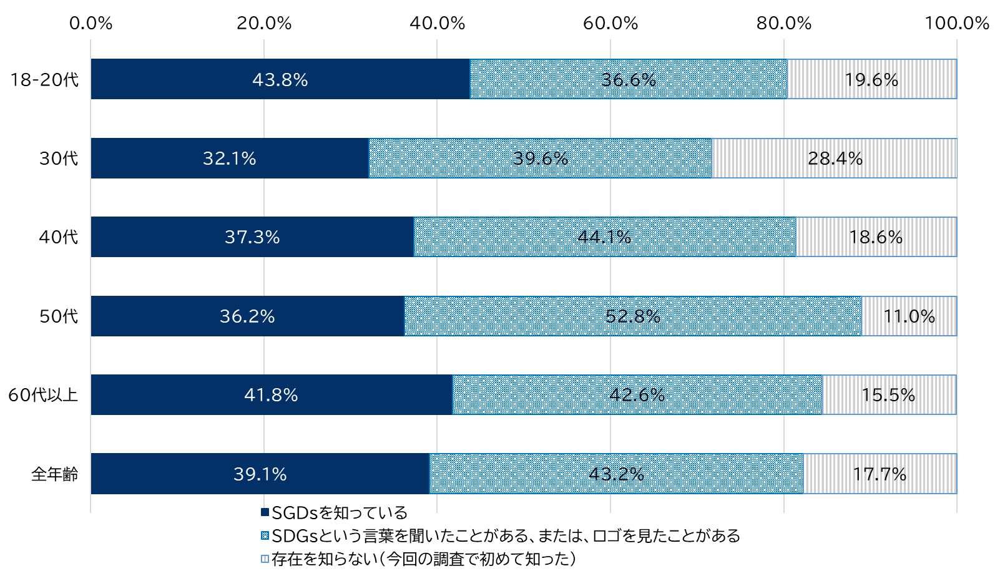 0.0% 20.0% 40.0% 60.0% 80.0% 100.0%
18-20代 43.8% 36.6% 19.6%
30代 32.1% 39.6% 28.4%
40代 37.3% 44.1% 18.6%
50代 36.2% 52.8% 11.0%
60代以上 41.8% 42.6% 15.5%
全年齢 39.1% 43.2% 17.7%
SGDsを知っている
SDGsという言葉を聞いたことがある、または、ロゴを見たことがある
存在を知らない（今回の調査で初めて知った）